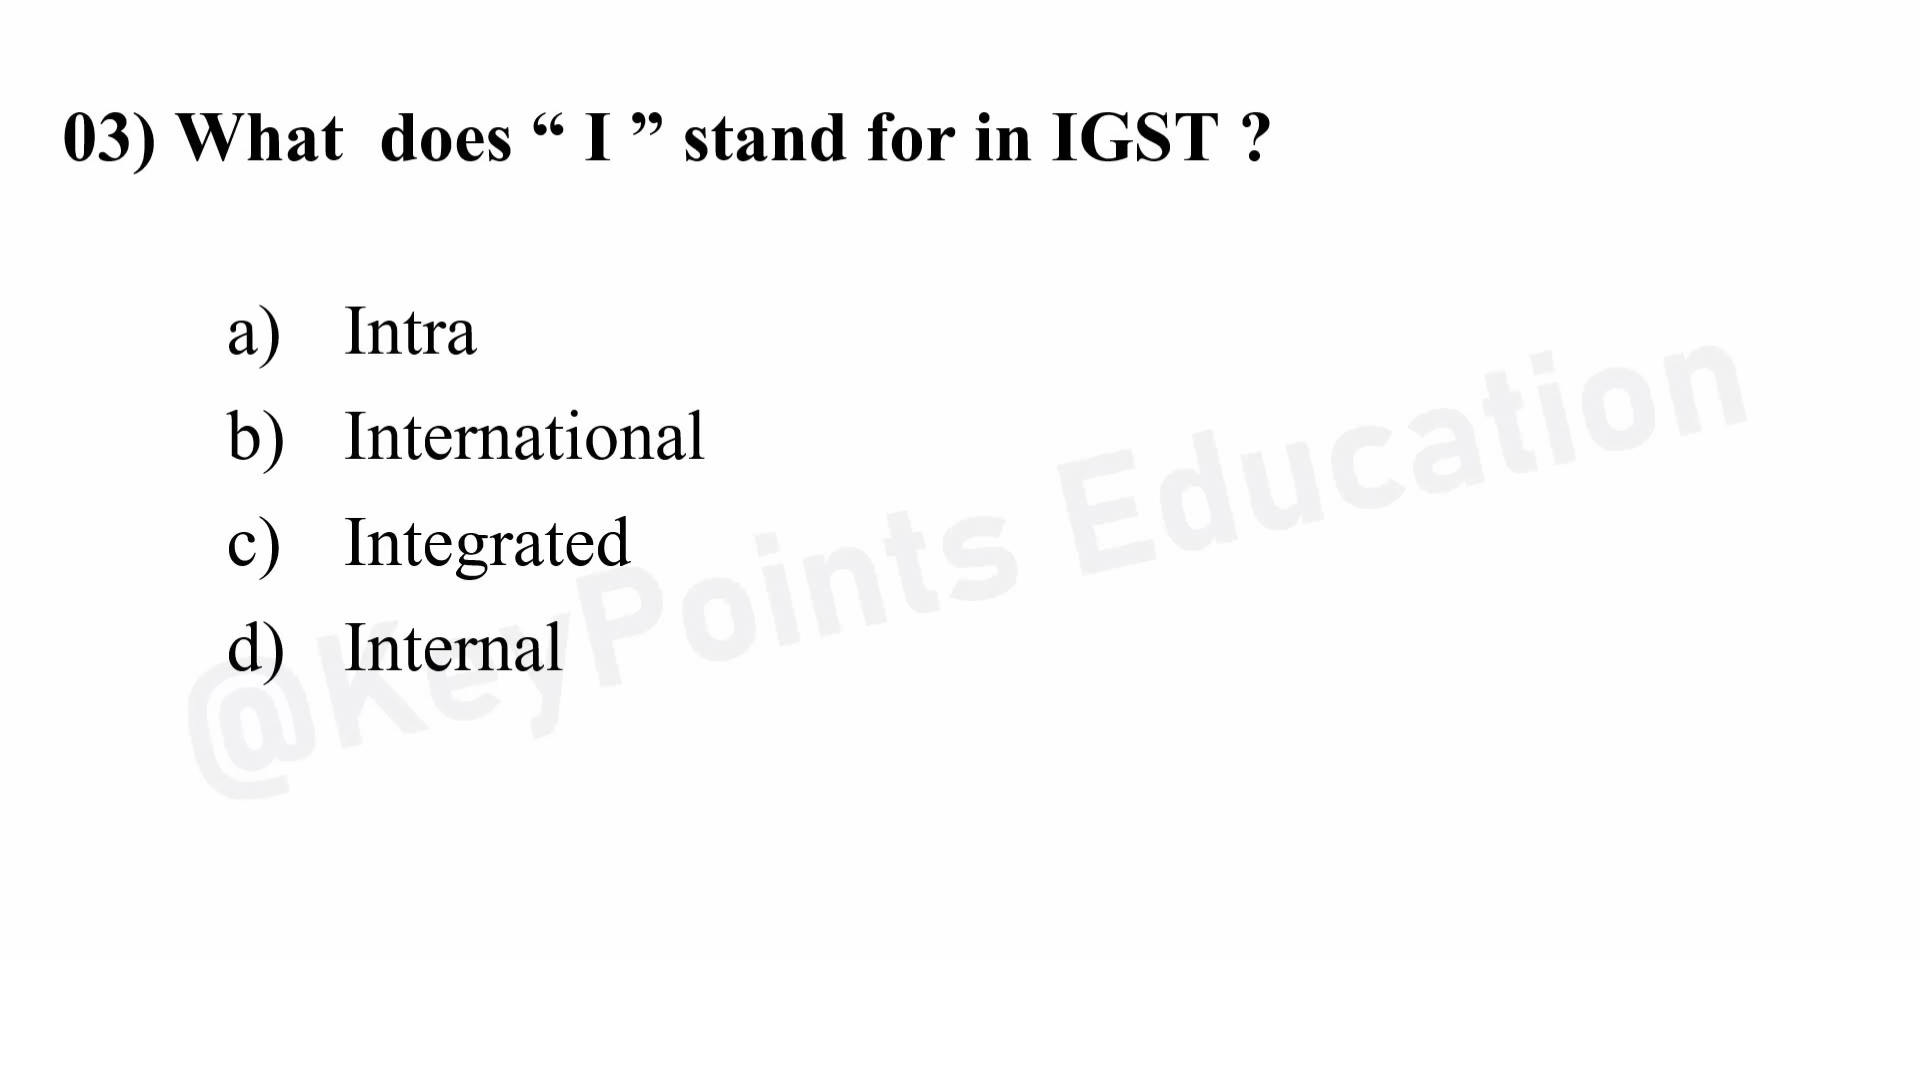 03) What does “ I ” stand for in IGST ?
a) Intra
b) International
c) Integrated
d) Internal
@KeyPoints Education